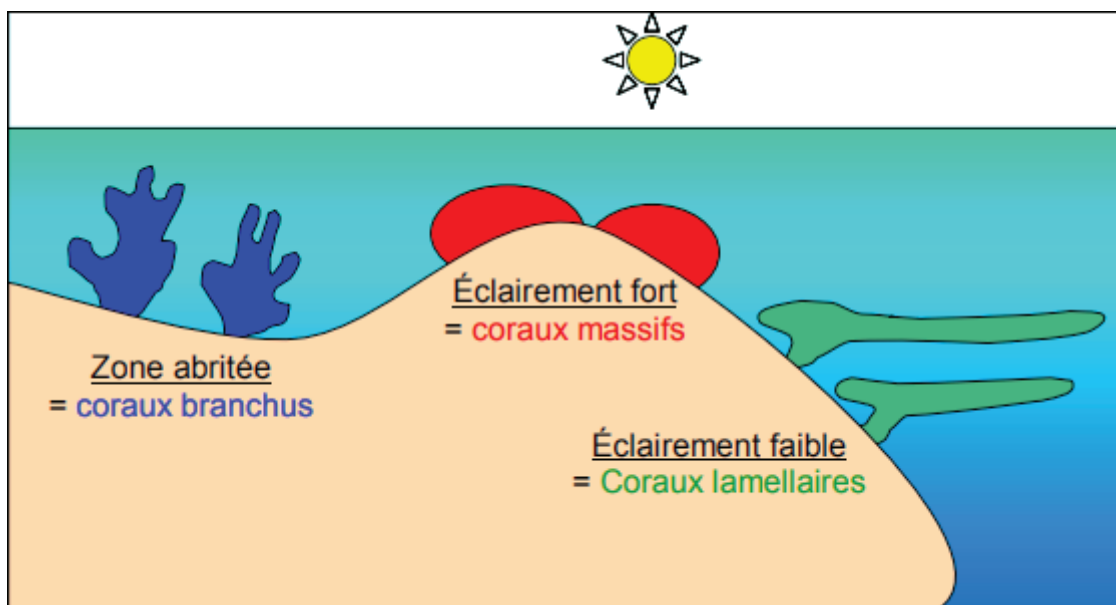 Éclairement fort
= coraux massifs
Zone abritée
= coraux branchus
Éclairement faible
= Coraux lamellaires